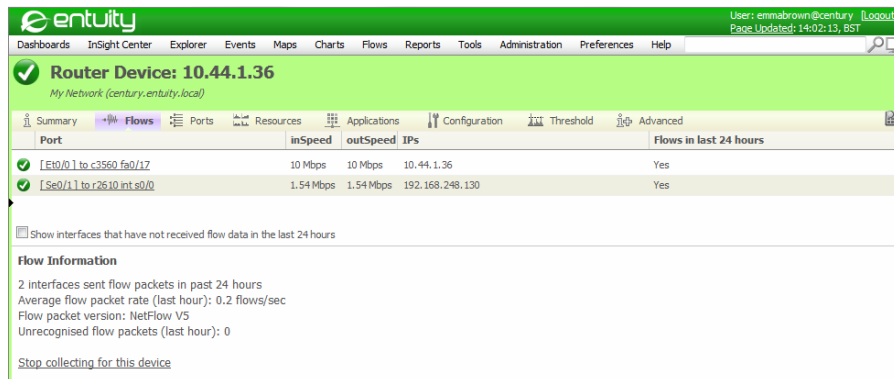 entuity
User: emmabrown@century [Logout
Page Updated: 14:02:13, BST
Dashboards InSight Center Explorer Events Maps Charts Flows Reports Tools Administration Preferences Help
Router Device: 10.44.1.36
My Network (century.entuity.local)
Summary Flows Ports Resources Applications Configuration Threshold Advanced
Port inSpeed outSpeed IPs Flows in last 24 hours
[ Et0/0 ] to c3560 fa0/17 10 Mbps 10 Mbps 10.44.1.36 Yes
[ Se0/1 ] to r2610 int s0/0 1.54 Mbps 1.54 Mbps 192.168.248.130 Yes
Show interfaces that have not received flow data in the last 24 hours
Flow Information
2 interfaces sent flow packets in past 24 hours
Average flow packet rate (last hour): 0.2 flows/sec
Flow packet version: NetFlow V5
Unrecognised flow packets (last hour): 0
Stop collecting for this device